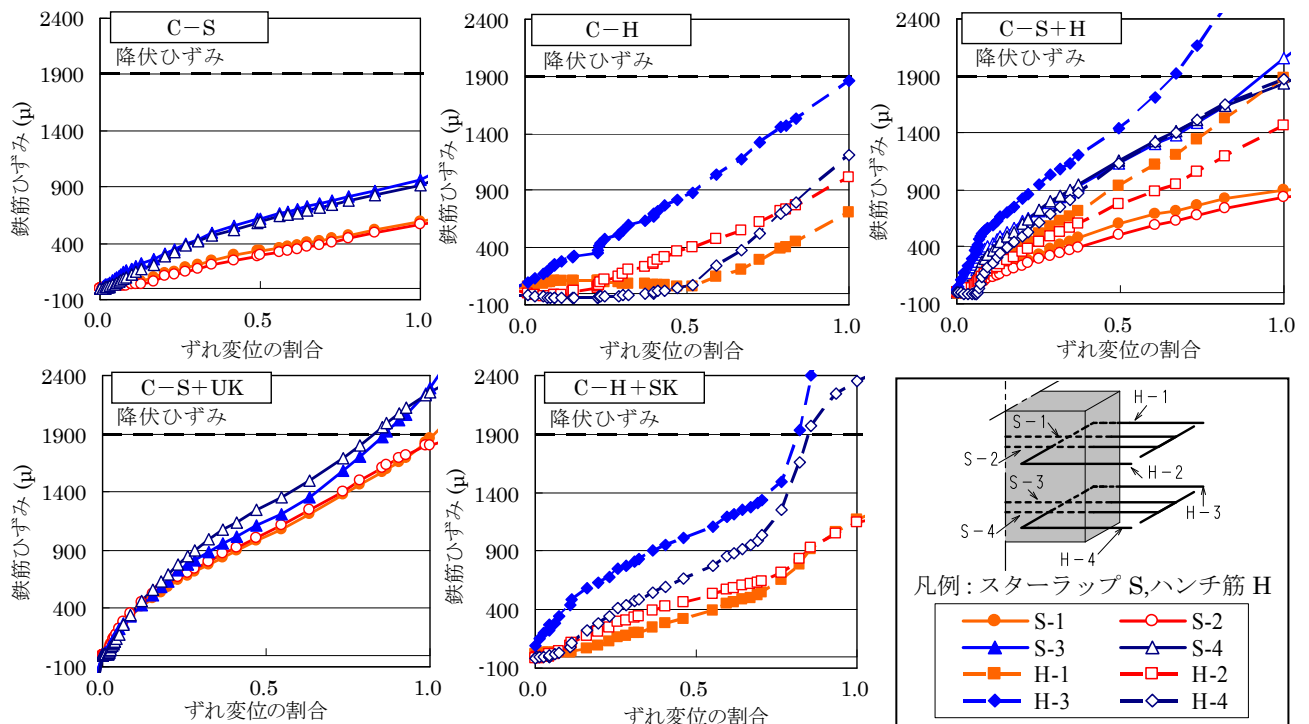 C-S
降伏ひずみ
鉄筋ひずみ (μ)
2400
1900
1400
900
400
-100
0.0 0.5 1.0
ずれ変位の割合
C-H
降伏ひずみ
鉄筋ひずみ (μ)
2400
1900
1400
900
400
-100
0.0 0.5 1.0
ずれ変位の割合
C-S+H
降伏ひずみ
鉄筋ひずみ (μ)
2400
1900
1400
900
400
-100
0.0 0.5 1.0
ずれ変位の割合
C-S+UK
降伏ひずみ
鉄筋ひずみ (μ)
2400
1900
1400
900
400
-100
0.0 0.5 1.0
ずれ変位の割合
C-H+SK
降伏ひずみ
鉄筋ひずみ (μ)
2400
1900
1400
900
400
-100
0.0 0.5 1.0
ずれ変位の割合
H-1
S-1
S-2
H-2
S-3
H-3
S-4
H-4
凡例:スターラップ S,ハンチ筋 H
S-1 S-2
S-3 S-4
H-1 H-2
H-3 H-4